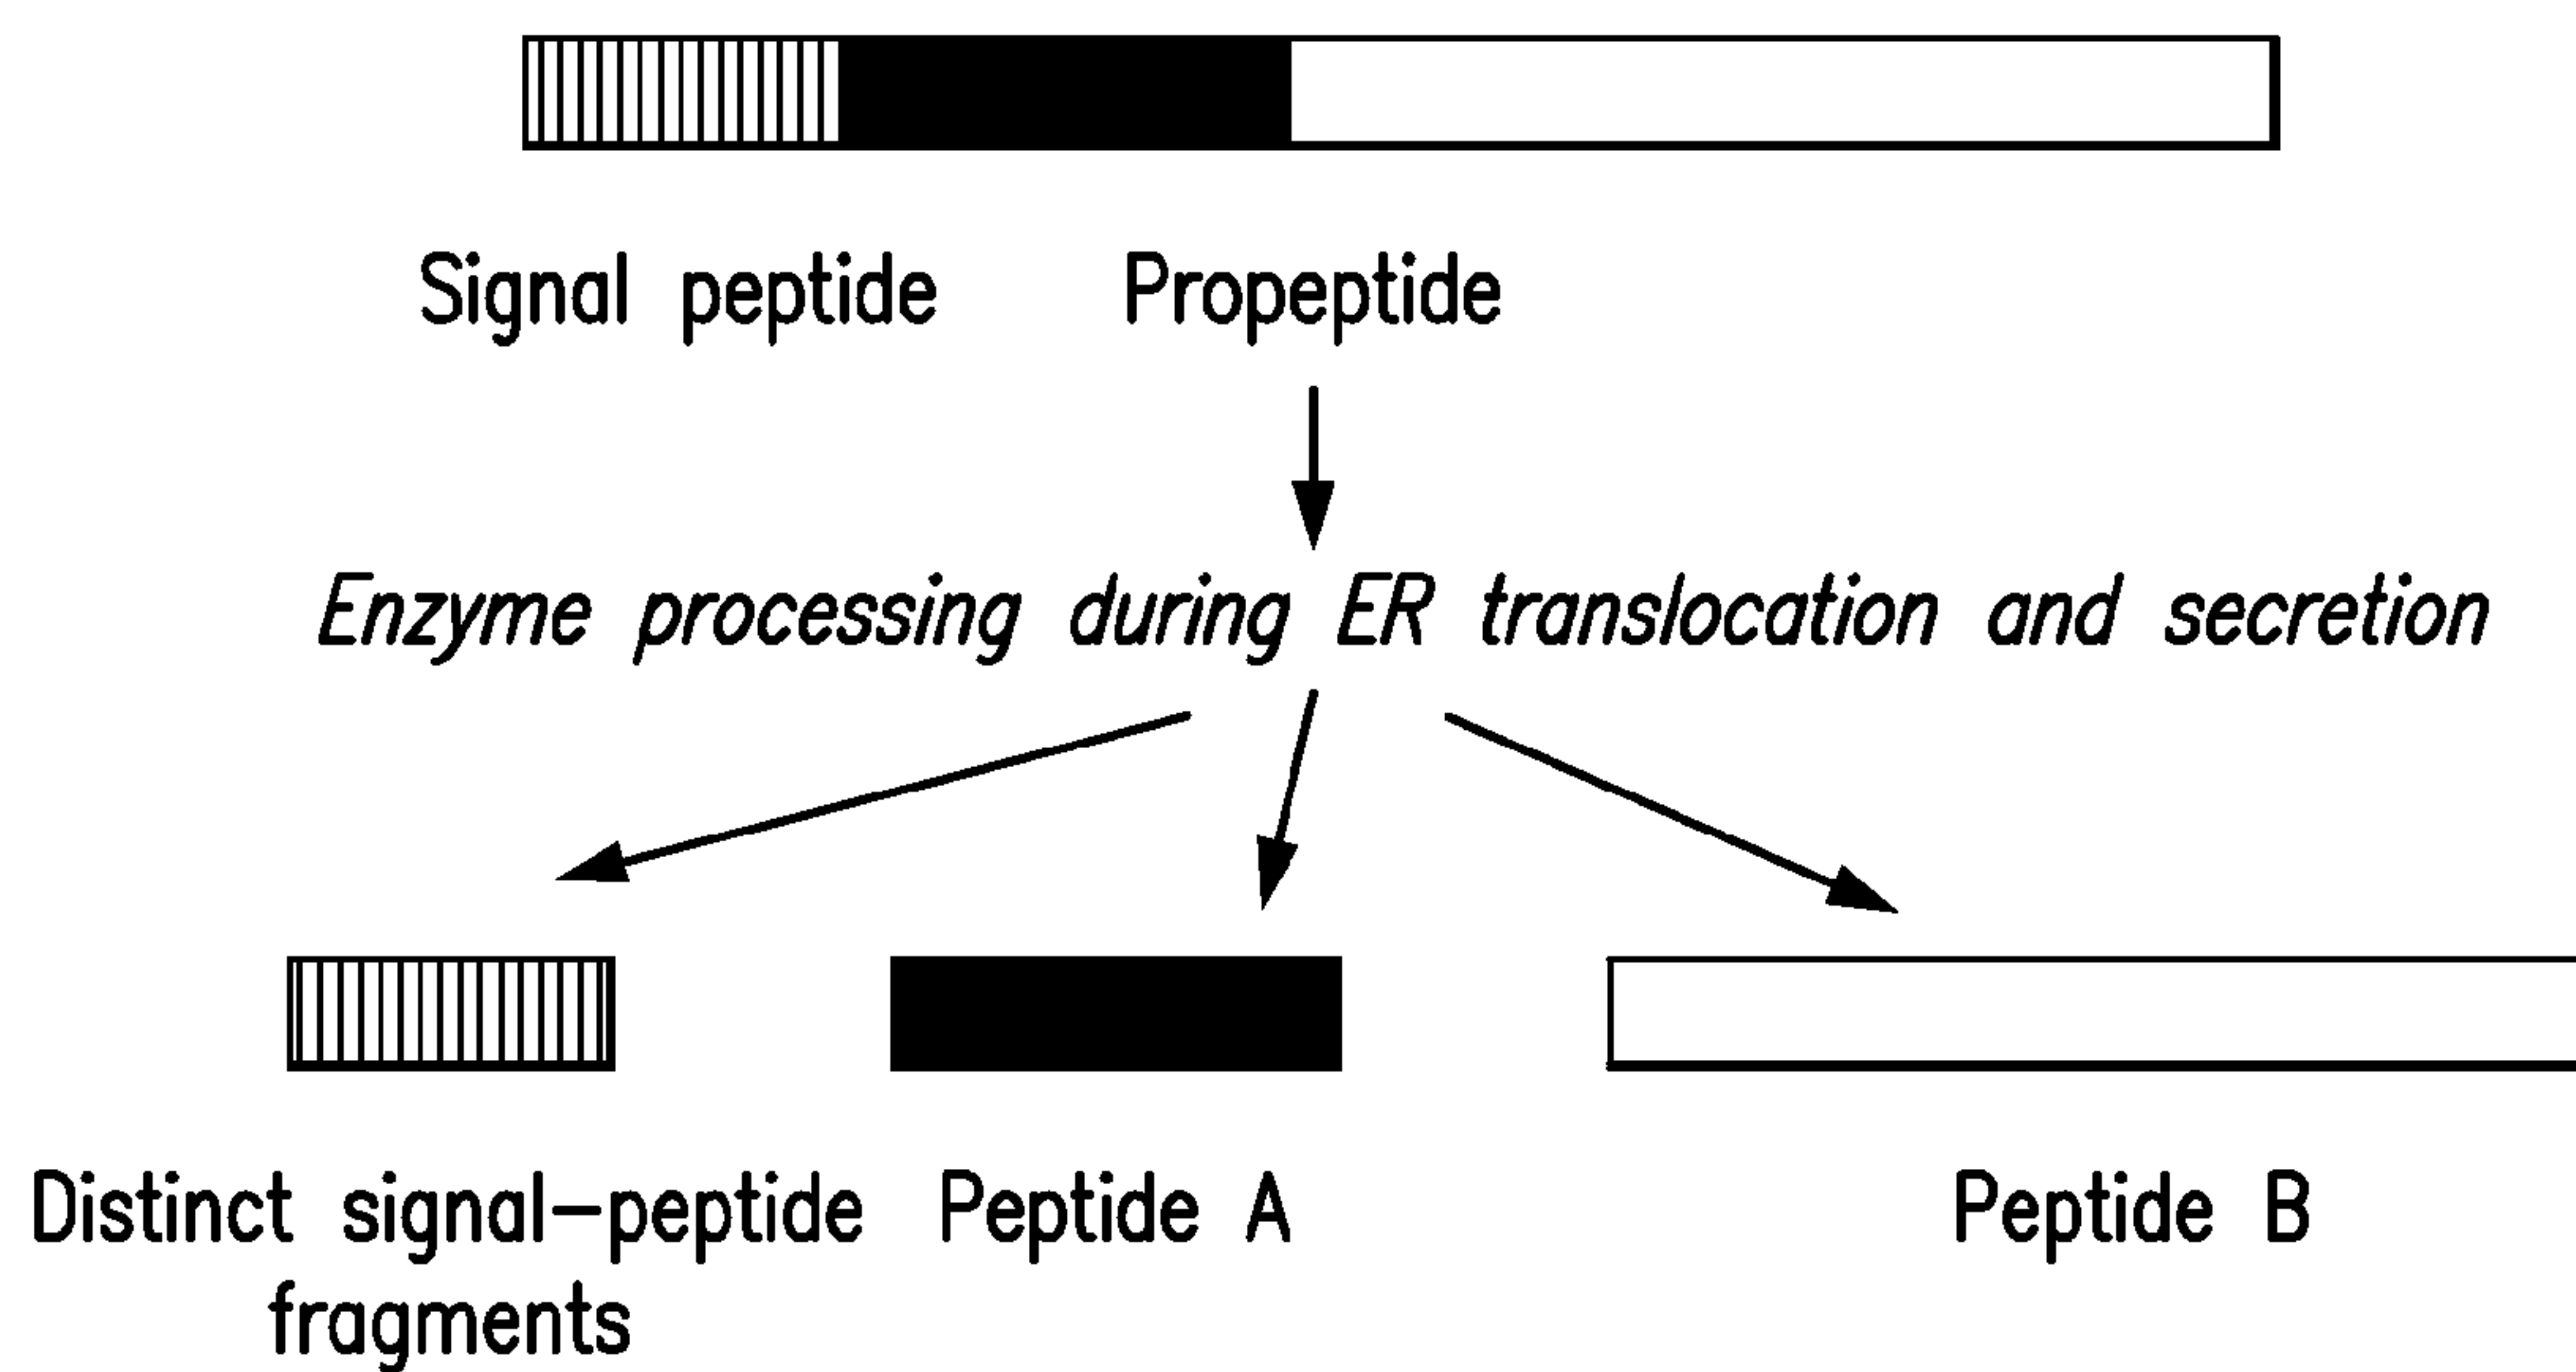 Signal peptide Propeptide
Enzyme processing during ER translocation and secretion
Distinct signal-peptide Peptide A Peptide B
fragments